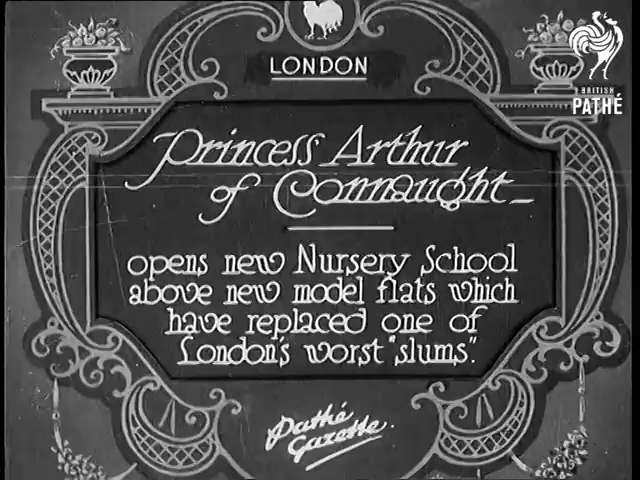 LONDON
BRITISH
PATHÉ
Princess Arthur
of Connaught_
opens new Nursery School
above new model flats which
have replaced one of
London's worst "slums".
Pathé
Gazette.